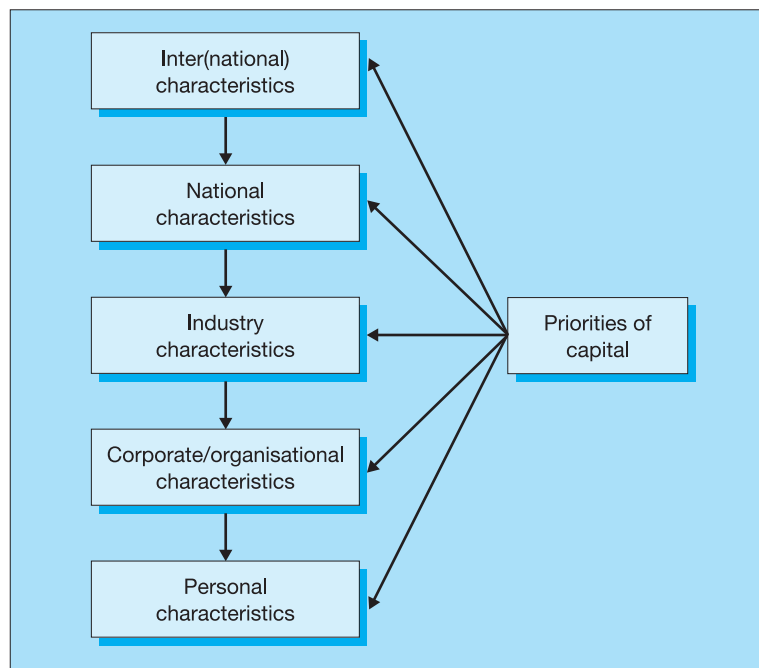 Inter(national)
characteristics
National
characteristics
Industry
characteristics
Priorities of
capital
Corporate/organisational
characteristics
Personal
characteristics